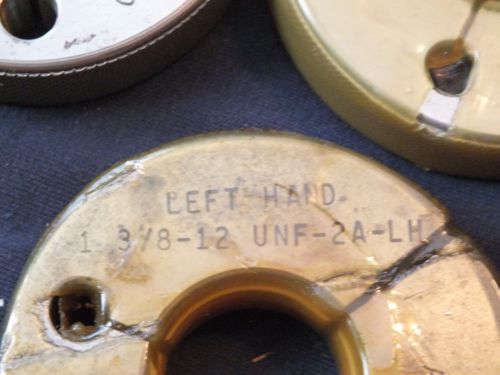 LEFT HAND
1 3/8-12 UNF-2A-LH